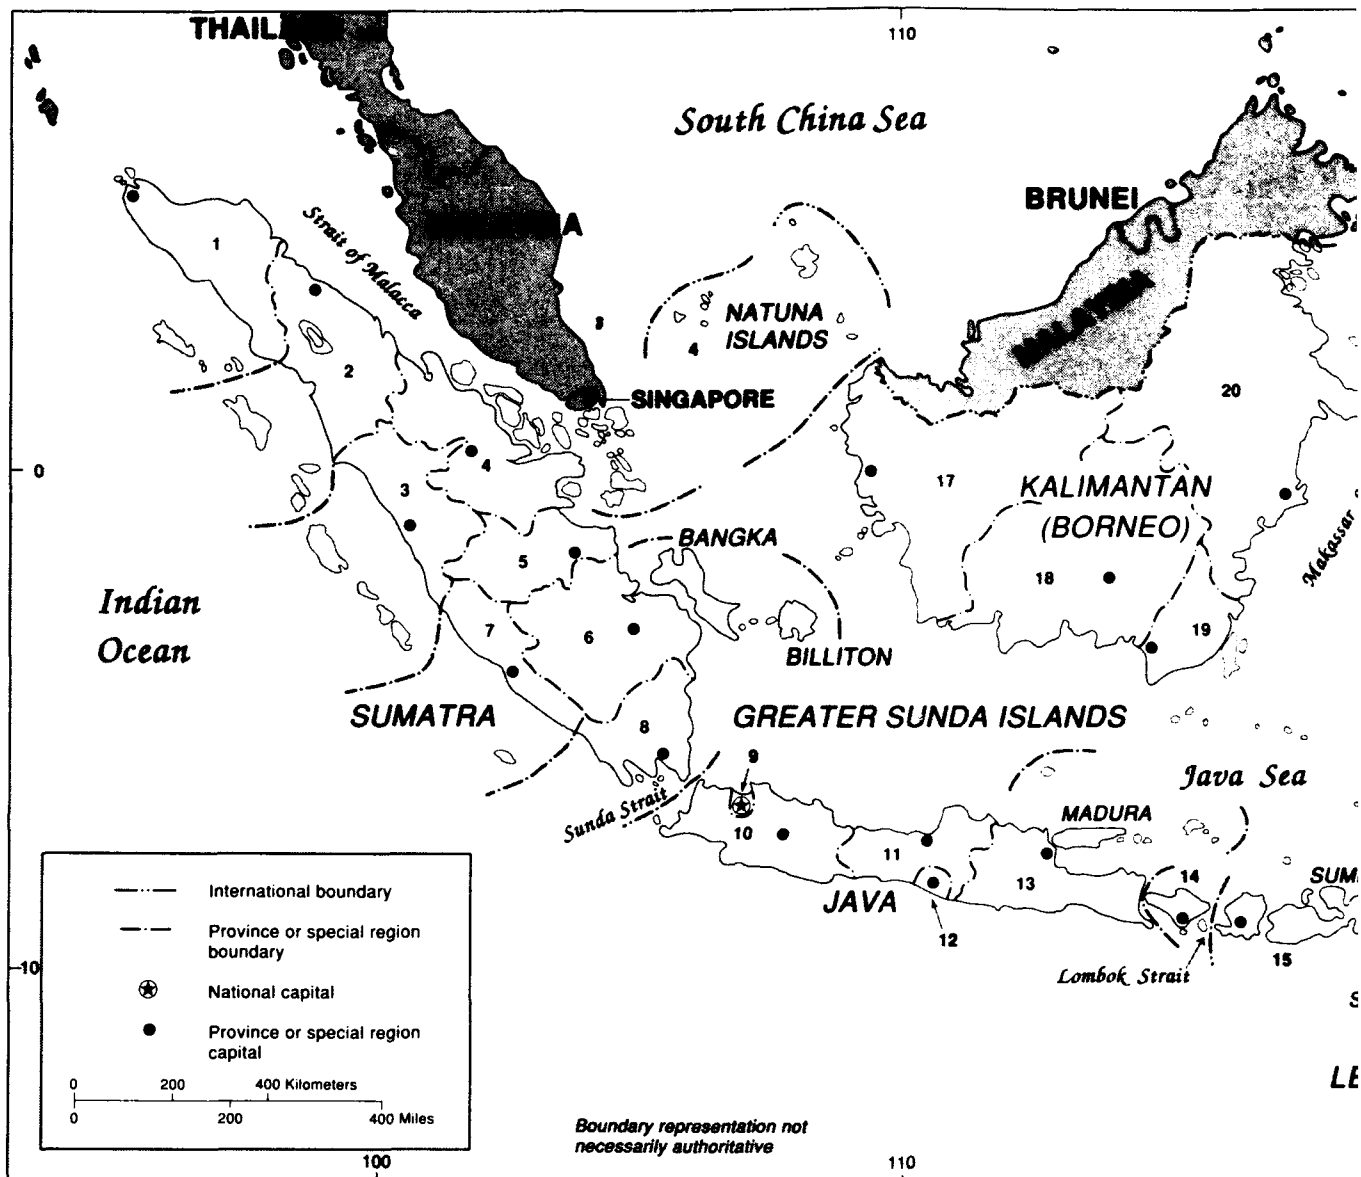 110
THAIL
South China Sea
BRUNEI
1
Strait of Malacca
A
NATUNA
ISLANDS
4
MALAYSIA
2
SINGAPORE
20
0
4
3
17
KALIMANTAN
(BORNEO)
Makassar
BANGKA
5
18
Indian
Ocean
7
6
19
BILLITON
SUMATRA
GREATER SUNDA ISLANDS
8
9
Java Sea
Sunda Strait
10
MADURA
11
13
14
SUM
JAVA
12
15
Lombok Strait
International boundary
Province or special region
boundary
10
National capital
S
Province or special region
capital
0 200 400 Kilometers
LE
0 200 400 Miles
Boundary representation not
necessarily authoritative
100
110